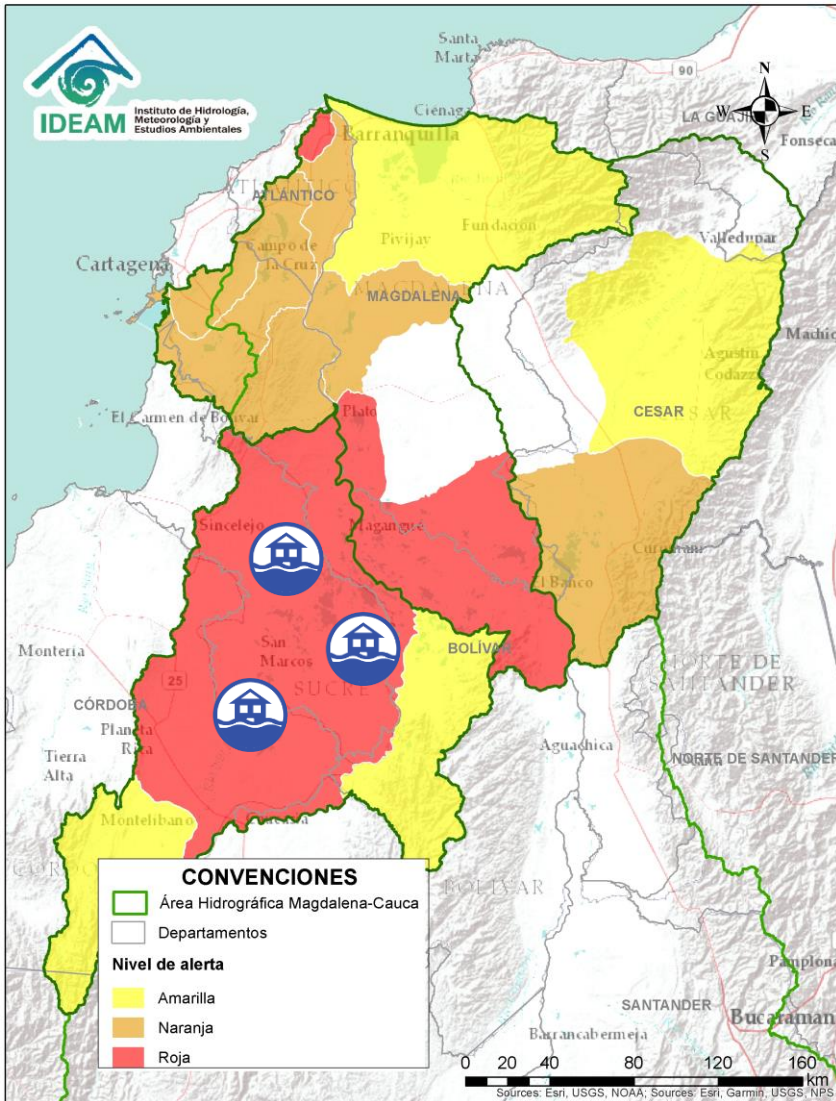 IDEAM
Instituto de Hidrología,
Meteorología y
Estudios Ambientales
Santa
Marta
90
N
W
E
S
LA GUAJI
Fonseca
Ciénaga
Barranquilla
ATLÁNTICO
Cartagena
Campo de
la Cruz
Pivijay
Fundación
Valledupar
MAGDALENA
Machiq
Agustín
Codazzi
CESAR
El Carmen de Bolívar
Plato
Sincelejo
Magangué
Curumaní
El Banco
Montería
San
Marcos
BOLÍVAR
SUCRE
NORTE DE
SANTANDER
25
CÓRDOBA
Planeta
Rica
Aguachica
Tierra
Alta
NORTE DE SANTANDER
Montelíbano
Caucasia
BOLÍVAR
CONVENCIONES
Área Hidrográfica Magdalena-Cauca
Departamentos
Nivel de alerta
Amarilla
Naranja
Roja
Pamplona
SANTANDER
Bucaraman
Barrancabermeja
0 20 40 80 120 160
km
Sources: Esri, USGS, NOAA; Sources: Esri, Garmin, USGS, NPS